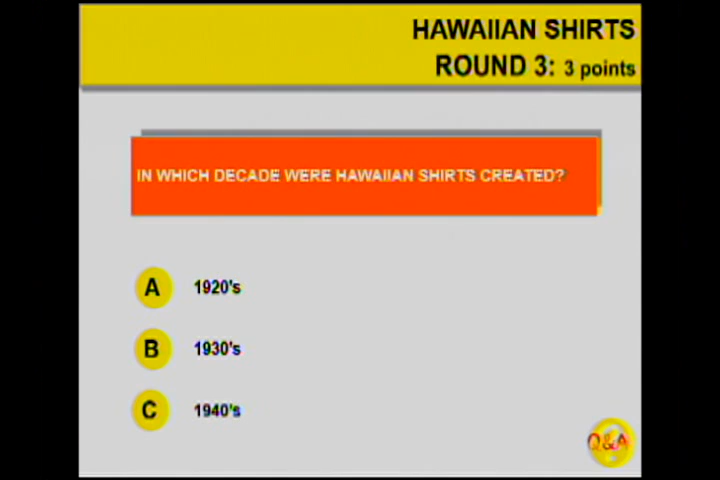 HAWAIIAN SHIRTS
ROUND 3: 3 points
IN WHICH DECADE WERE HAWAIIAN SHIRTS CREATED?
A 1920's
B 1930's
C 1940's
Q&A